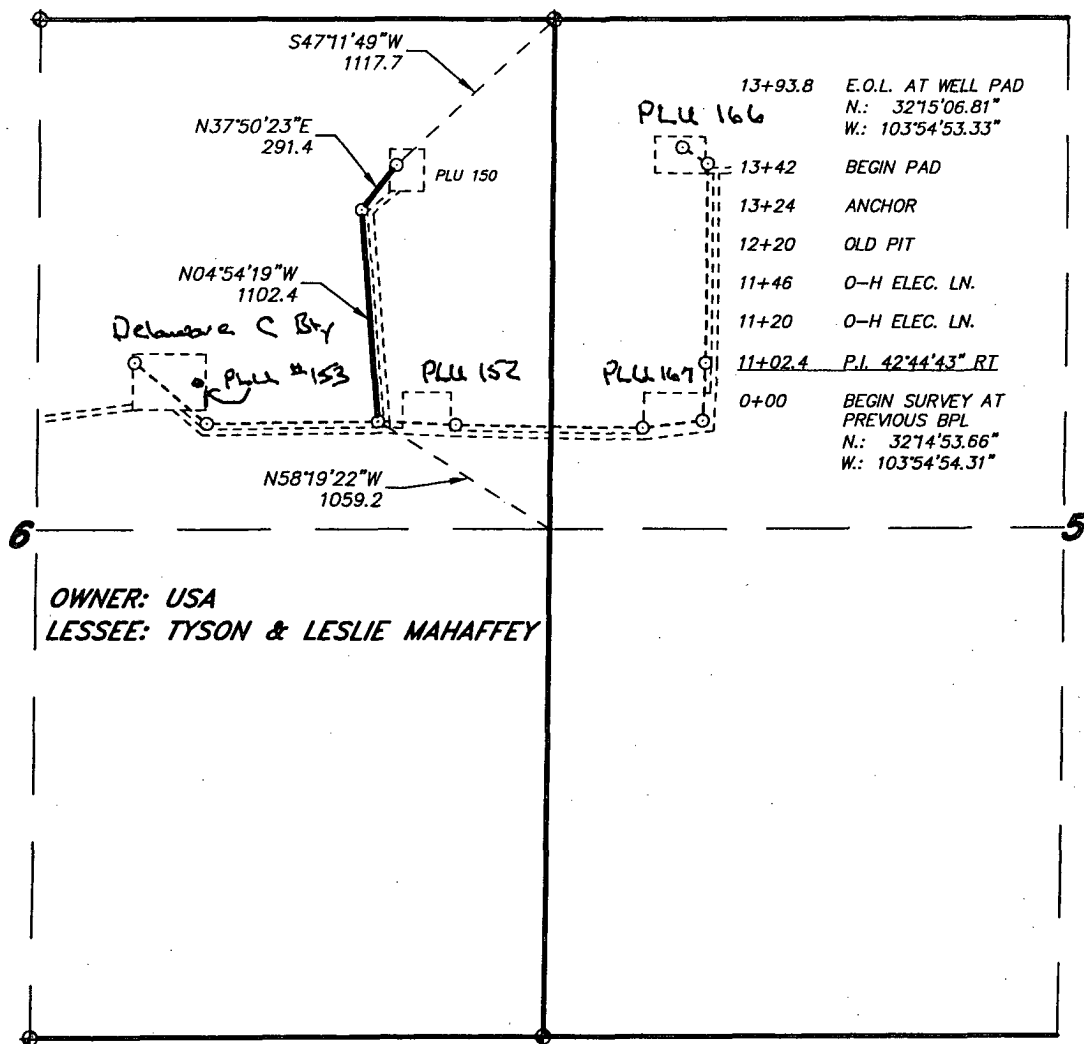 S47°11'49"W
1117.7
N37°50'23"E
291.4
PLU 150
N04°54'19"W
1102.4
Delaware C Bty
PLU #153
PLU 152
N58°19'22"W
1059.2
PLU 166
PLU 167
13+93.8 E.O.L. AT WELL PAD
N.: 32°15'06.81"
W.: 103°54'53.33"
13+42 BEGIN PAD
13+24 ANCHOR
12+20 OLD PIT
11+46 O-H ELEC. LN.
11+20 O-H ELEC. LN.
11+02.4 P.I. 42°44'43" RT
0+00 BEGIN SURVEY AT
PREVIOUS BPL
N.: 32°14'53.66"
W.: 103°54'54.31"
6
5
OWNER: USA
LESSEE: TYSON & LESLIE MAHAFFEY